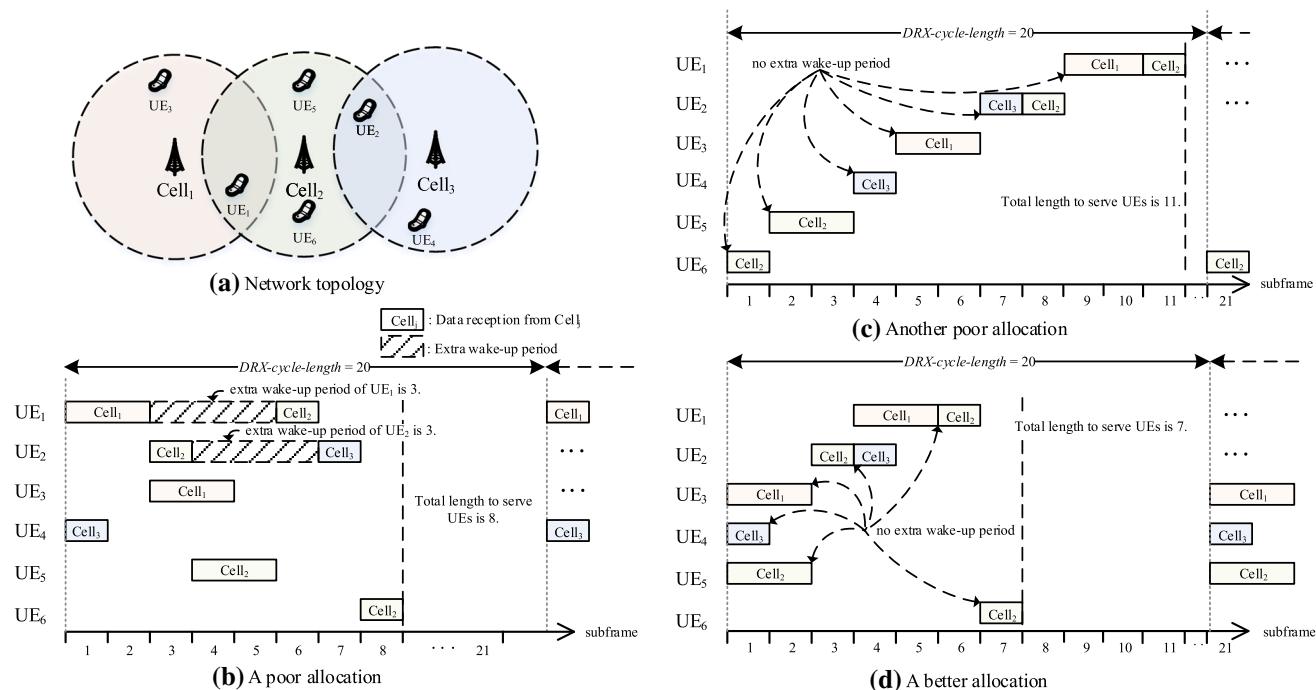 UE₃
UE₅
UE₂
Cell₁
Cell₂
Cell₃
UE₁
UE₆
UE₄
(a) Network topology
Cellⱼ : Data reception from Cellⱼ
: Extra wake-up period
DRX-cycle-length = 20
extra wake-up period of UE₁ is 3.
UE₁ Cell₁ Cell₂ Cell₁
extra wake-up period of UE₂ is 3.
UE₂ Cell₂ Cell₃ ...
UE₃ Cell₁ ...
Total length to serve
UEs is 8.
UE₄ Cell₃ Cell₃
UE₅ Cell₂
UE₆ Cell₂
subframe
1 2 3 4 5 6 7 8 ... 21
(b) A poor allocation
DRX-cycle-length = 20
UE₁ no extra wake-up period Cell₁ Cell₂ ...
UE₂ Cell₃ Cell₂ ...
UE₃ Cell₁
UE₄ Cell₃
Total length to serve UEs is 11.
UE₅ Cell₂
UE₆ Cell₂ Cell₂
subframe
1 2 3 4 5 6 7 8 9 10 11 ... 21
(c) Another poor allocation
DRX-cycle-length = 20
UE₁ Cell₁ Cell₂ ...
Total length to serve UEs is 7.
UE₂ Cell₂ Cell₃ ...
UE₃ Cell₁ Cell₁
UE₄ Cell₃ no extra wake-up period Cell₃
UE₅ Cell₂ Cell₂
UE₆ Cell₂
subframe
1 2 3 4 5 6 7 8 9 10 11 ... 21
(d) A better allocation